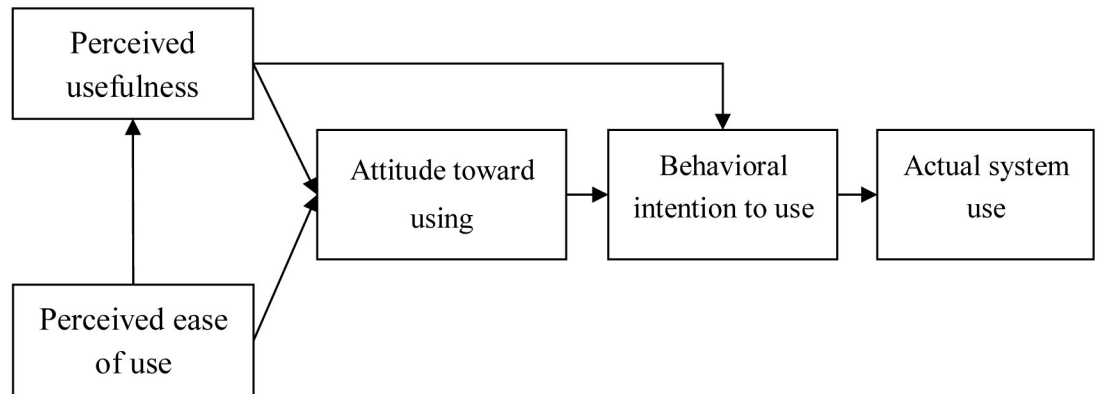 Perceived
usefulness
Attitude toward
using
Behavioral
intention to use
Actual system
use
Perceived ease
of use